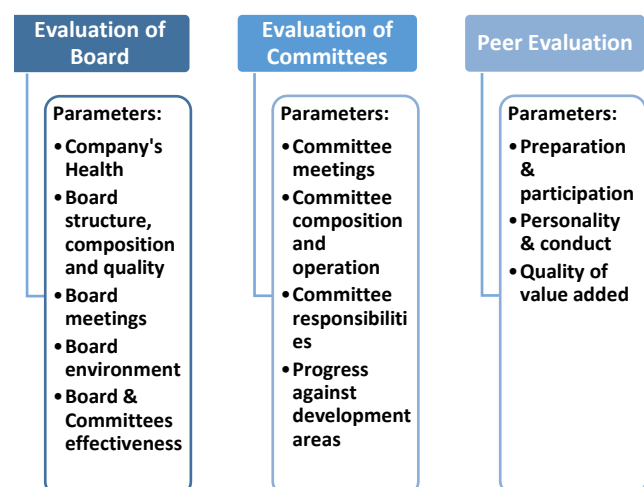 Evaluation of
Board
Parameters:
•Company's
Health
•Board
structure,
composition
and quality
•Board
meetings
•Board
environment
•Board &
Committees
effectiveness
Evaluation of
Committees
Parameters:
•Committee
meetings
•Committee
composition
and
operation
•Committee
responsibiliti
es
•Progress
against
development
areas
Peer Evaluation
Parameters:
•Preparation
&
participation
•Personality
& conduct
•Quality of
value added